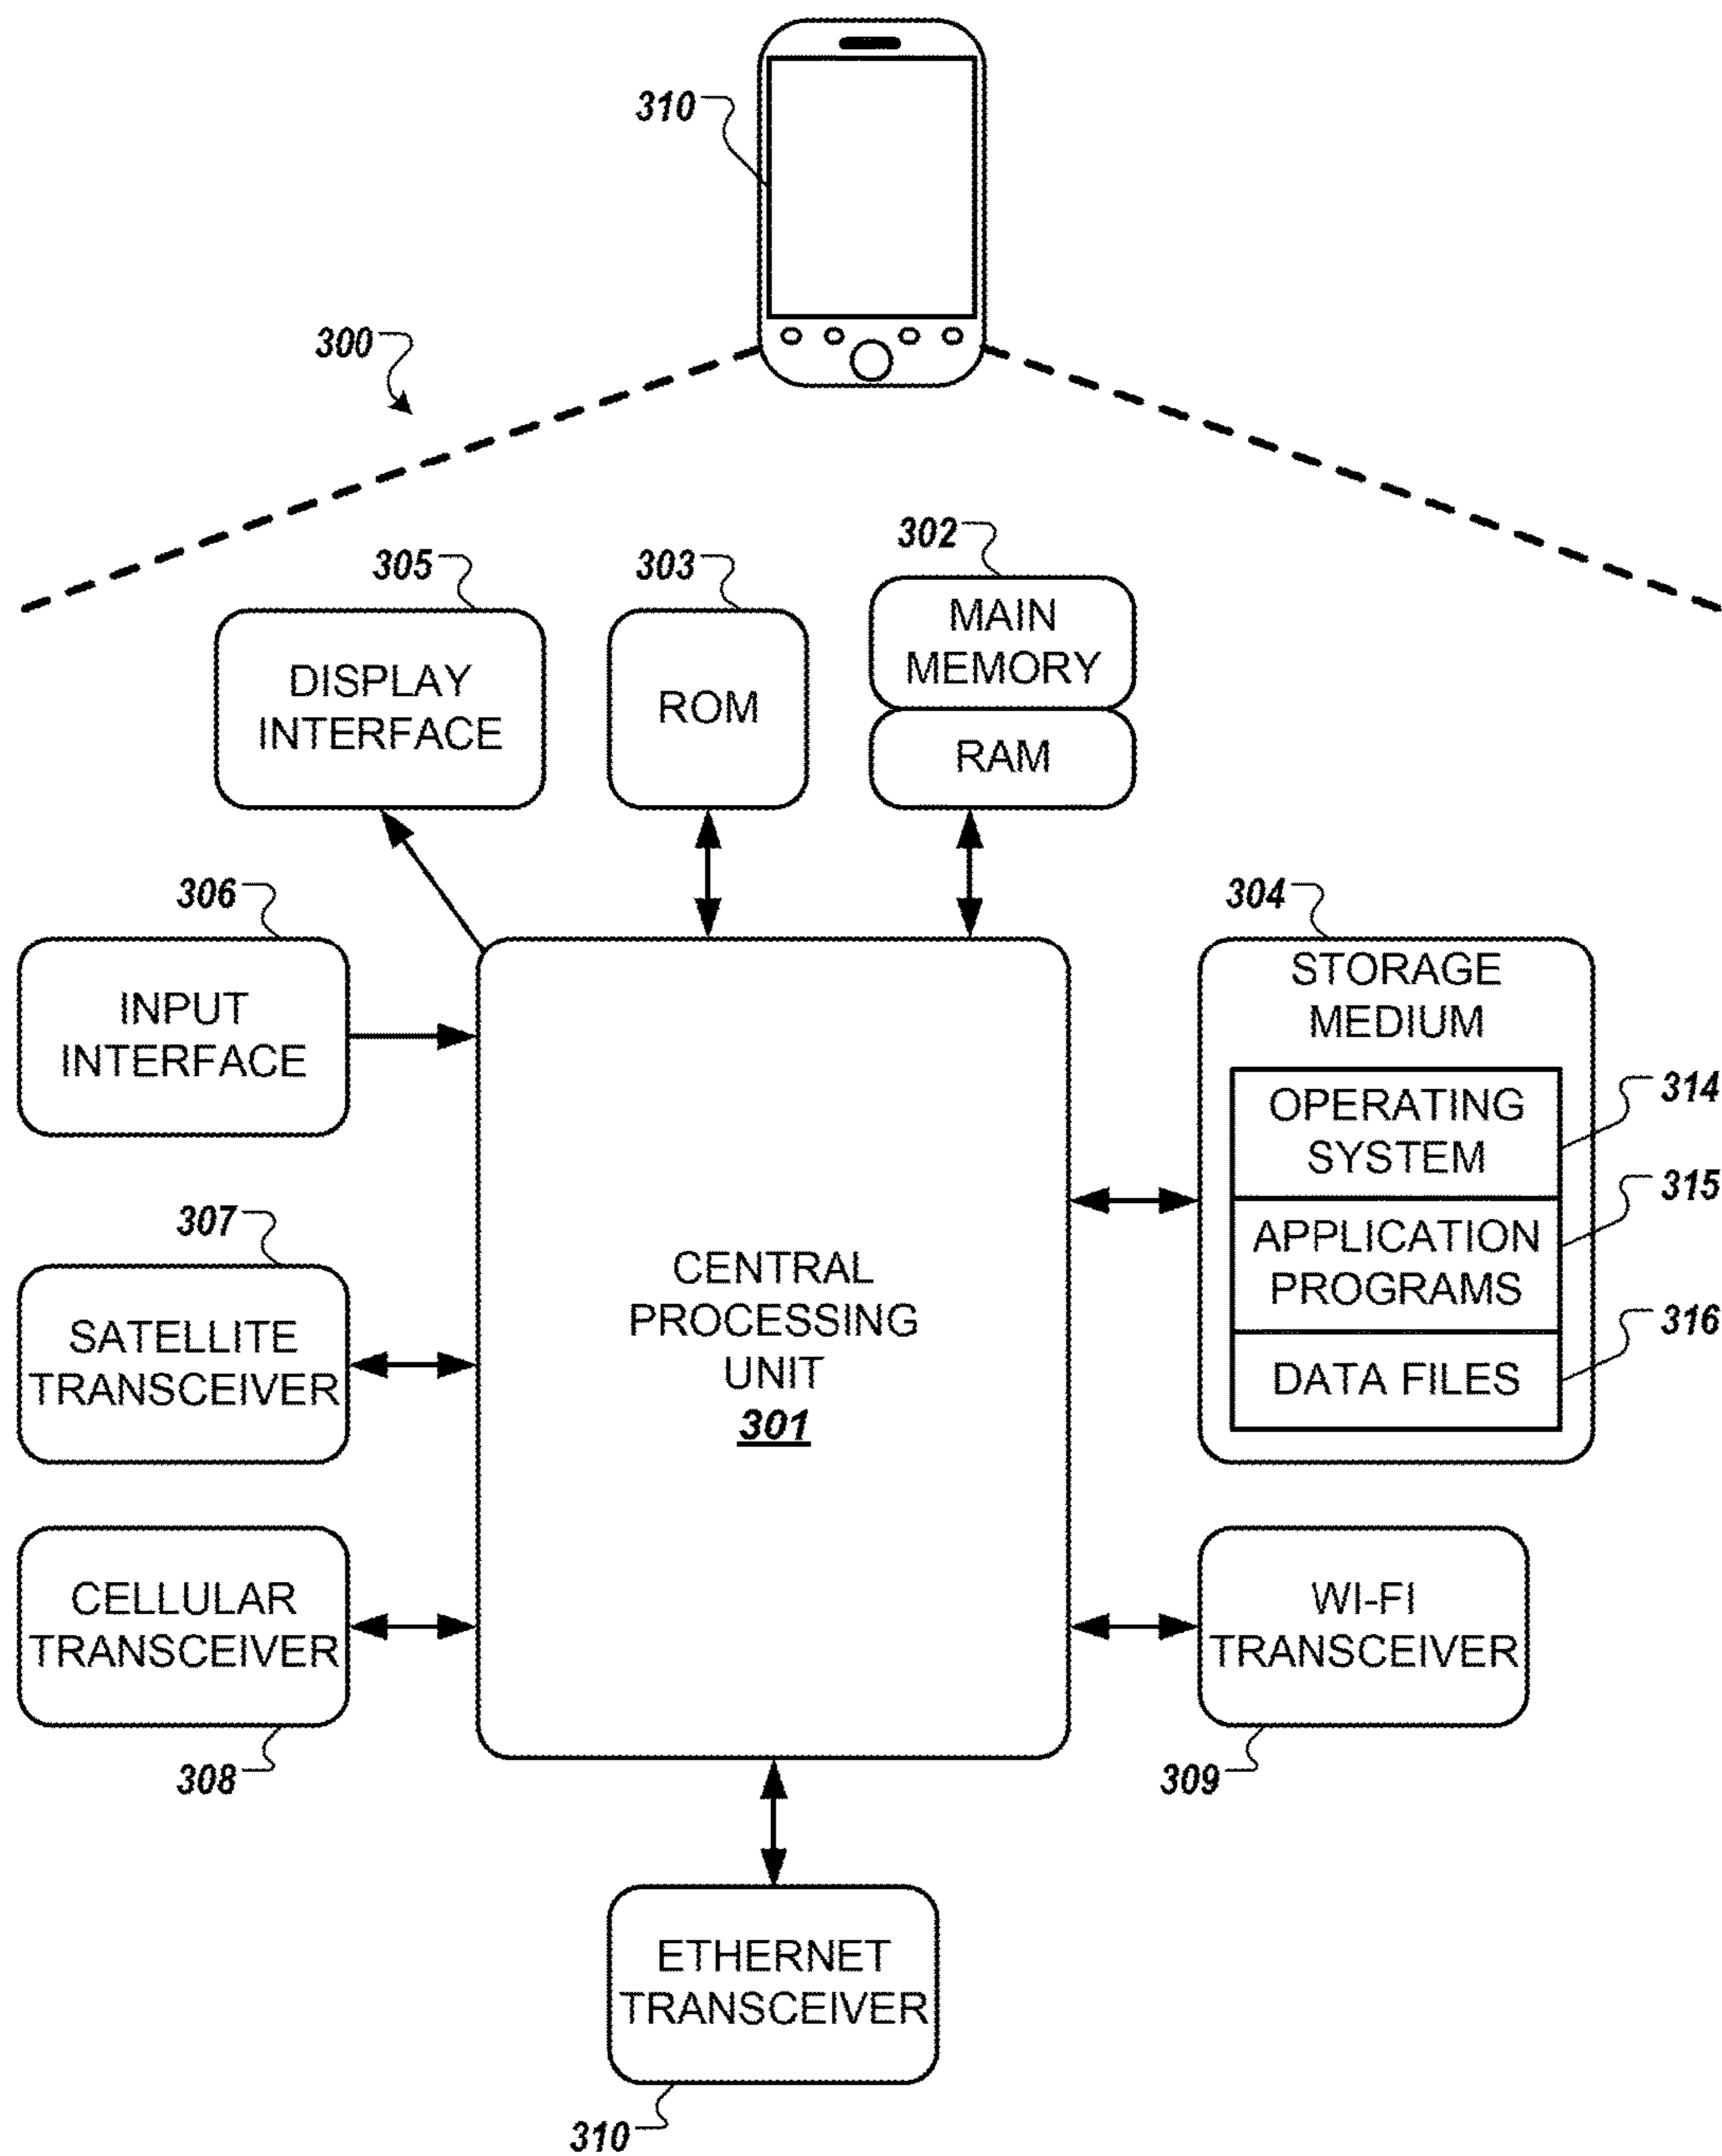 310
300
302
305
303
MAIN
MEMORY
DISPLAY
INTERFACE
ROM
RAM
306
304
INPUT
INTERFACE
STORAGE
MEDIUM
OPERATING
SYSTEM
314
APPLICATION
PROGRAMS
315
DATA FILES
316
307
SATELLITE
TRANSCEIVER
CENTRAL
PROCESSING
UNIT
301
CELLULAR
TRANSCEIVER
308
WI-FI
TRANSCEIVER
309
ETHERNET
TRANSCEIVER
310